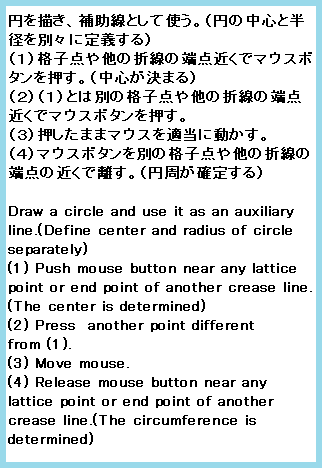 円を描き、補助線として使う。（円の中心と半
径を別々に定義する）
（１）格子点や他の折線の端点近くでマウスボ
タンを押す。（中心が決まる）
（２）（１）とは別の格子点や他の折線の端点
近くでマウスボタンを押す。
（３）押したままマウスを適当に動かす。
（４）マウスボタンを別の格子点や他の折線の
端点の近くで離す。（円周が確定する）

Draw a circle and use it as an auxiliary
line.(Define center and radius of circle
separately)
(1) Push mouse button near any lattice
point or end point of another crease line.
(The center is determined)
(2) Press  another point different
from (1).
(3) Move mouse.
(4) Release mouse button near any
lattice point or end point of another
crease line.(The circumference is
determined)